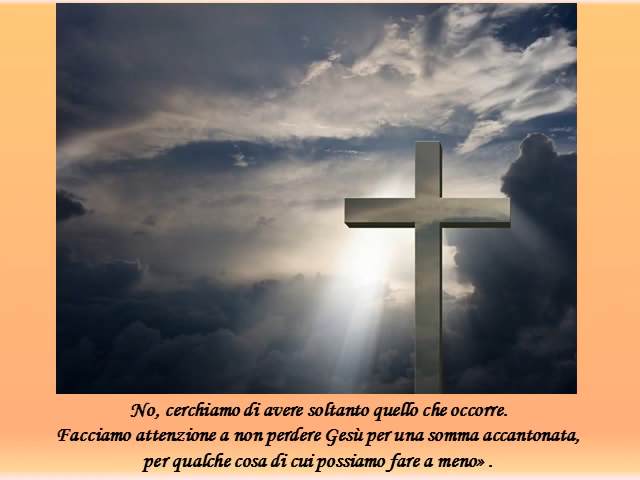 No, cerchiamo di avere soltanto quello che occorre.
Facciamo attenzione a non perdere Gesù per una somma accantonata,
per qualche cosa di cui possiamo fare a meno» .